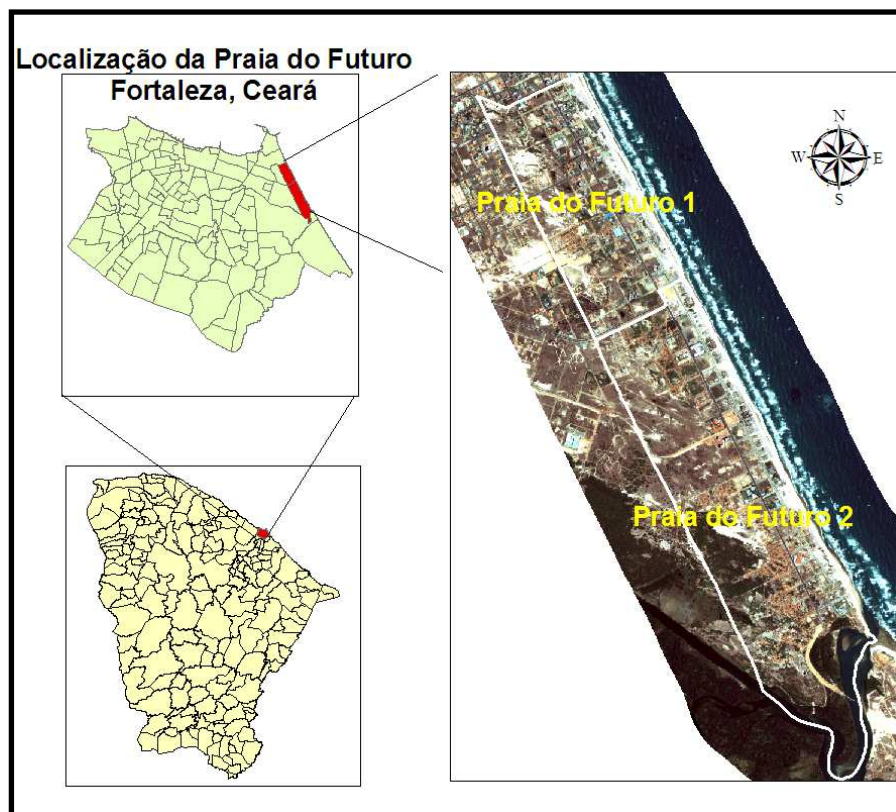 Localização da Praia do Futuro
Fortaleza, Ceará
N
W
E
S
Praia do Futuro 1
Praia do Futuro 2